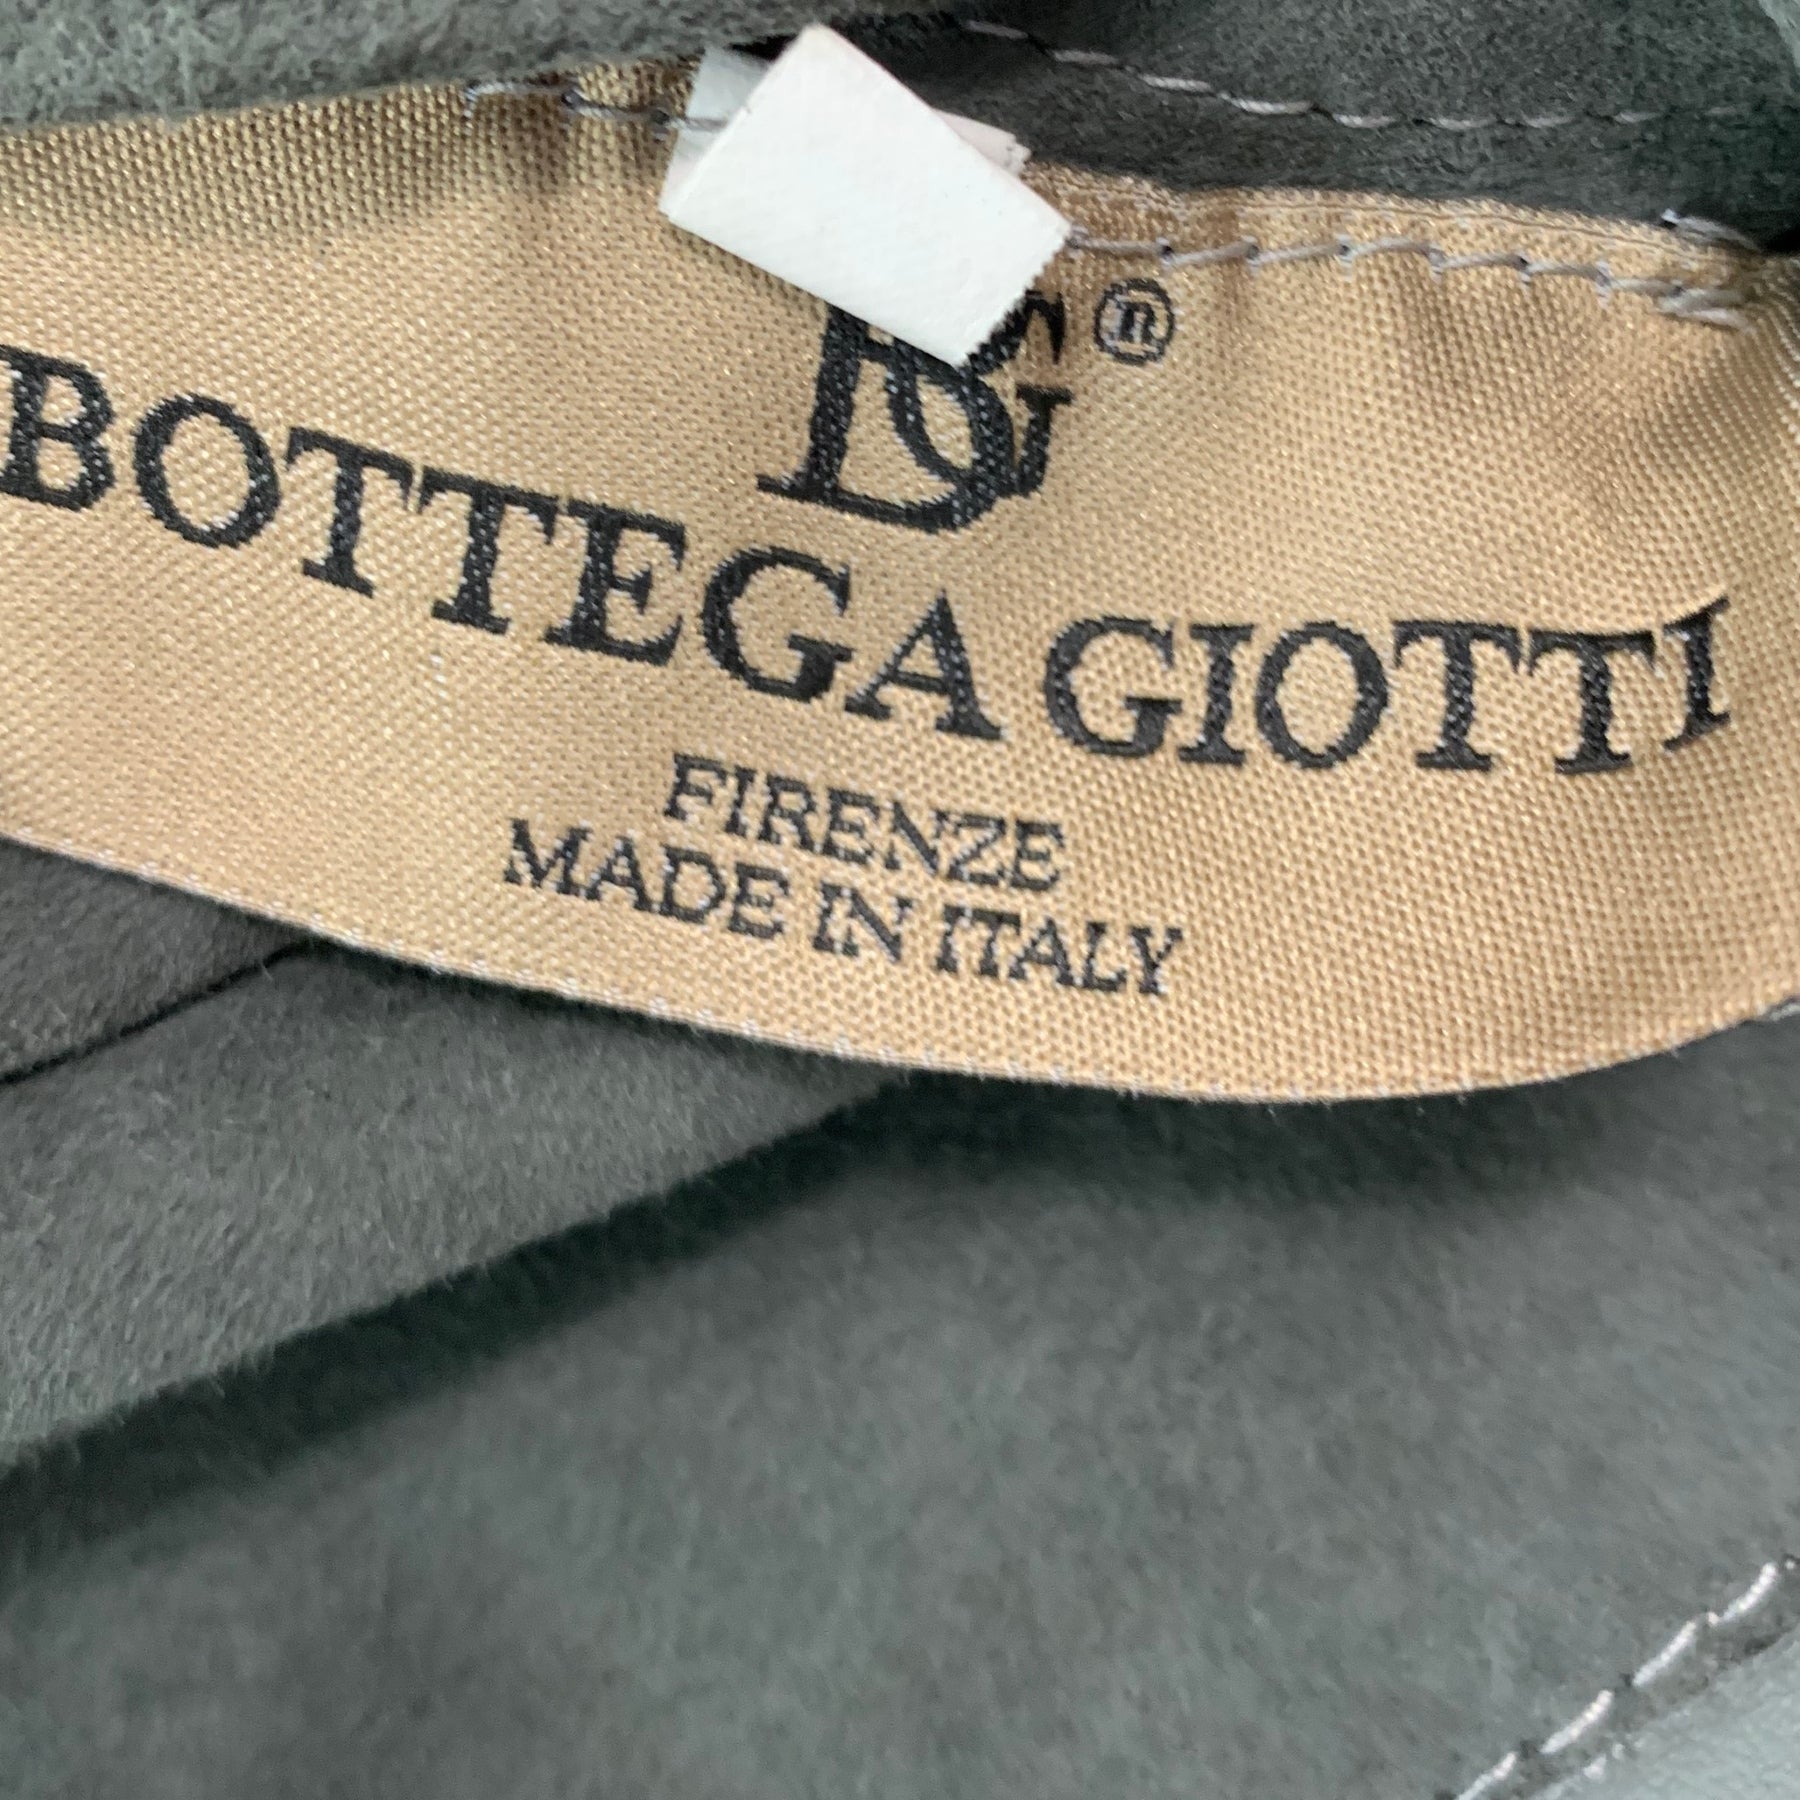 BG®
BOTTEGA GIOTTI
FIRENZE
MADE IN ITALY